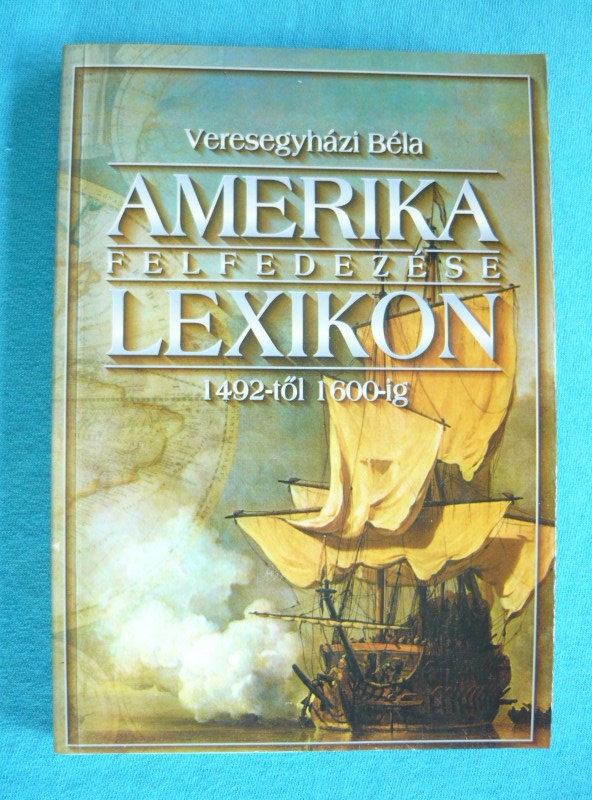 Veresegyházi Béla
AMERIKA
FELFEDEZÉSE
LEXIKON
1492-től 1600-ig